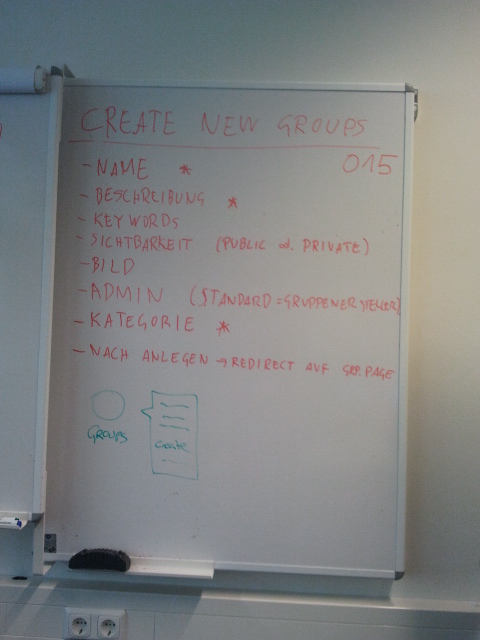 CREATE NEW GROUPS
015
- NAME *
- BESCHREIBUNG *
- KEYWORDS
- SICHTBARKEIT (PUBLIC od. PRIVATE)
- BILD
- ADMIN (STANDARD = GRUPPENERSTELLER)
- KATEGORIE *
- NACH ANLEGEN → REDIRECT AUF GRP. PAGE
GROUPS
create